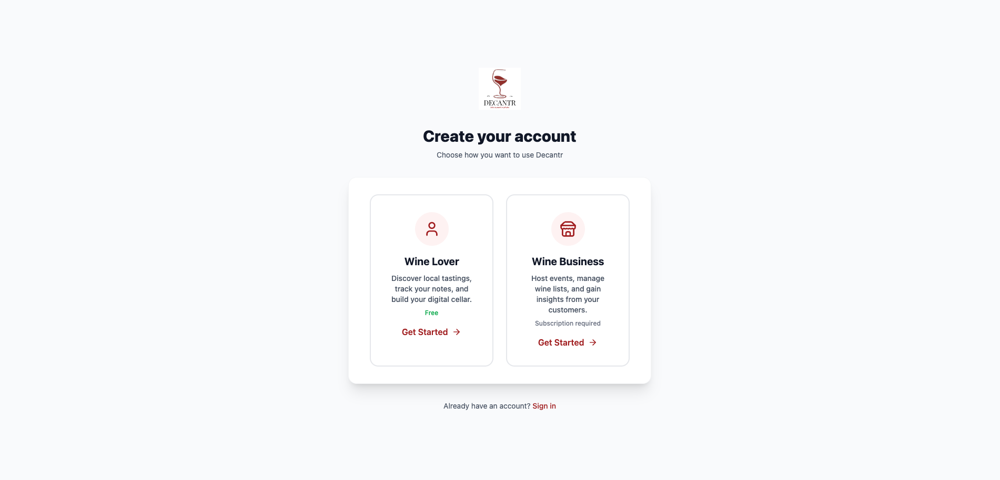 DECANTR
Create your account
Choose how you want to use Decantr
Wine Lover
Discover local tastings,
track your notes, and
build your digital cellar.
Free
Get Started
Wine Business
Host events, manage
wine lists, and gain
insights from your
customers.
Subscription required
Get Started
Already have an account? Sign in